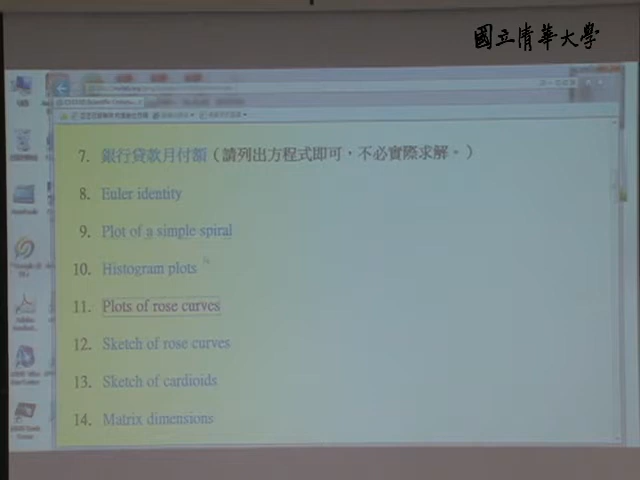 國立清華大學
7. 銀行貸款月付額（請列出方程式即可，不必實際求解。）
8. Euler identity
9. Plot of a simple spiral
10. Histogram plots
11. Plots of rose curves
12. Sketch of rose curves
13. Sketch of cardioids
14. Matrix dimensions